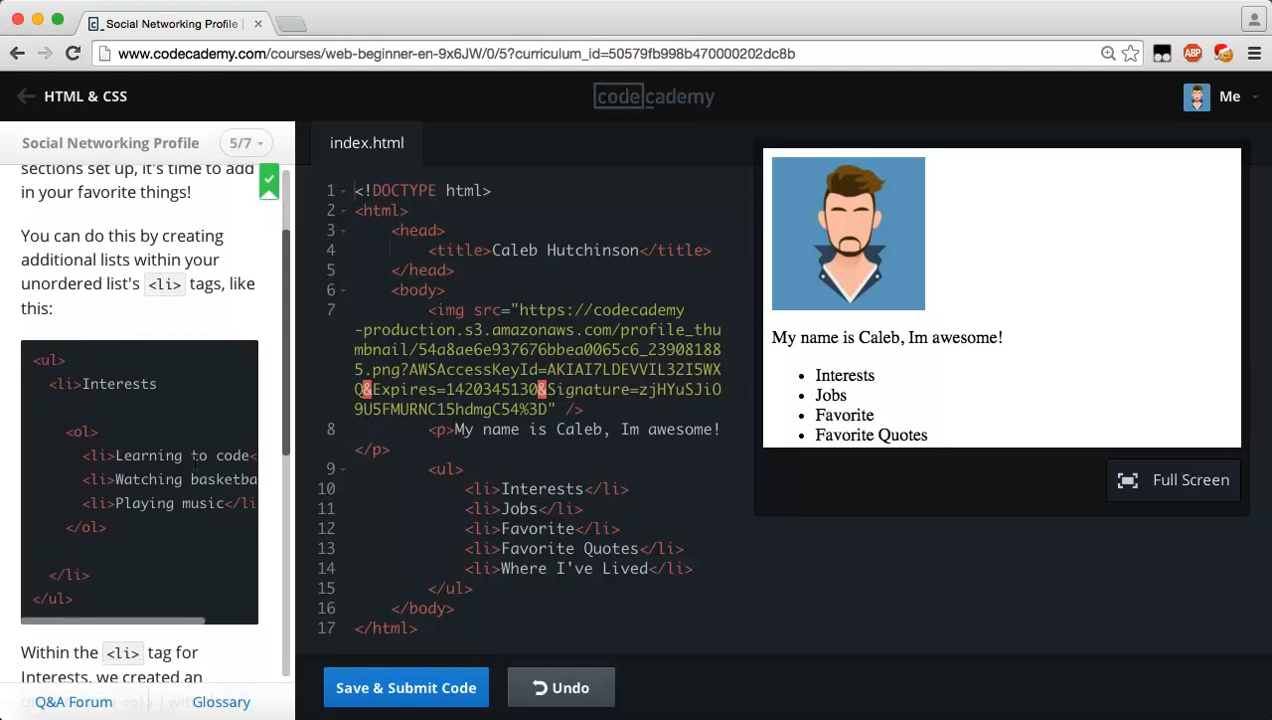 Social Networking Profile |
www.codecademy.com/courses/web-beginner-en-9x6JW/0/5?curriculum_id=50579fb998b470000202dc8b
ABP
HTML & CSS
codecademy
Me
Social Networking Profile 5/7
sections set up, it's time to add
in your favorite things!
You can do this by creating
additional lists within your
unordered list's <li> tags, like
this:
<ul>
<li>Interests
<ol>
<li>Learning to code<
<li>Watching basketba
<li>Playing music</li
</ol>
</li>
</ul>
Within the <li> tag for
Interests, we created an
Q&A Forum
Glossary
index.html
1 <!DOCTYPE html>
2 <html>
3 <head>
4 <title>Caleb Hutchinson</title>
5 </head>
6 <body>
7 <img src="https://codecademy
-production.s3.amazonaws.com/profile_thu
mbnail/54a8ae6e937676bbea0065c6_23908188
5.png?AWSAccessKeyId=AKIAI7LDEVVIL32I5WX
Q&Expires=1420345130&Signature=zjHYuSJiO
9U5FMURNC15hdmgC54%3D" />
8 <p>My name is Caleb, Im awesome!
</p>
9 <ul>
10 <li>Interests</li>
11 <li>Jobs</li>
12 <li>Favorite</li>
13 <li>Favorite Quotes</li>
14 <li>Where I've Lived</li>
15 </ul>
16 </body>
17 </html>
Save & Submit Code
Undo
My name is Caleb, Im awesome!
• Interests
• Jobs
• Favorite
• Favorite Quotes
Full Screen